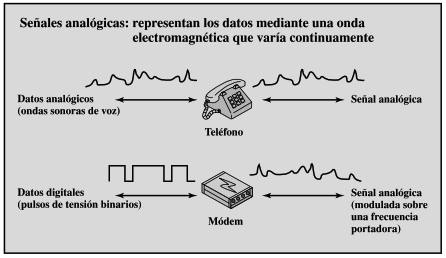 Señales analógicas: representan los datos mediante una onda
electromagnética que varía continuamente
Datos analógicos
(ondas sonoras de voz)
Teléfono
Señal analógica
Datos digitales
(pulsos de tensión binarios)
Módem
Señal analógica
(modulada sobre
una frecuencia
portadora)